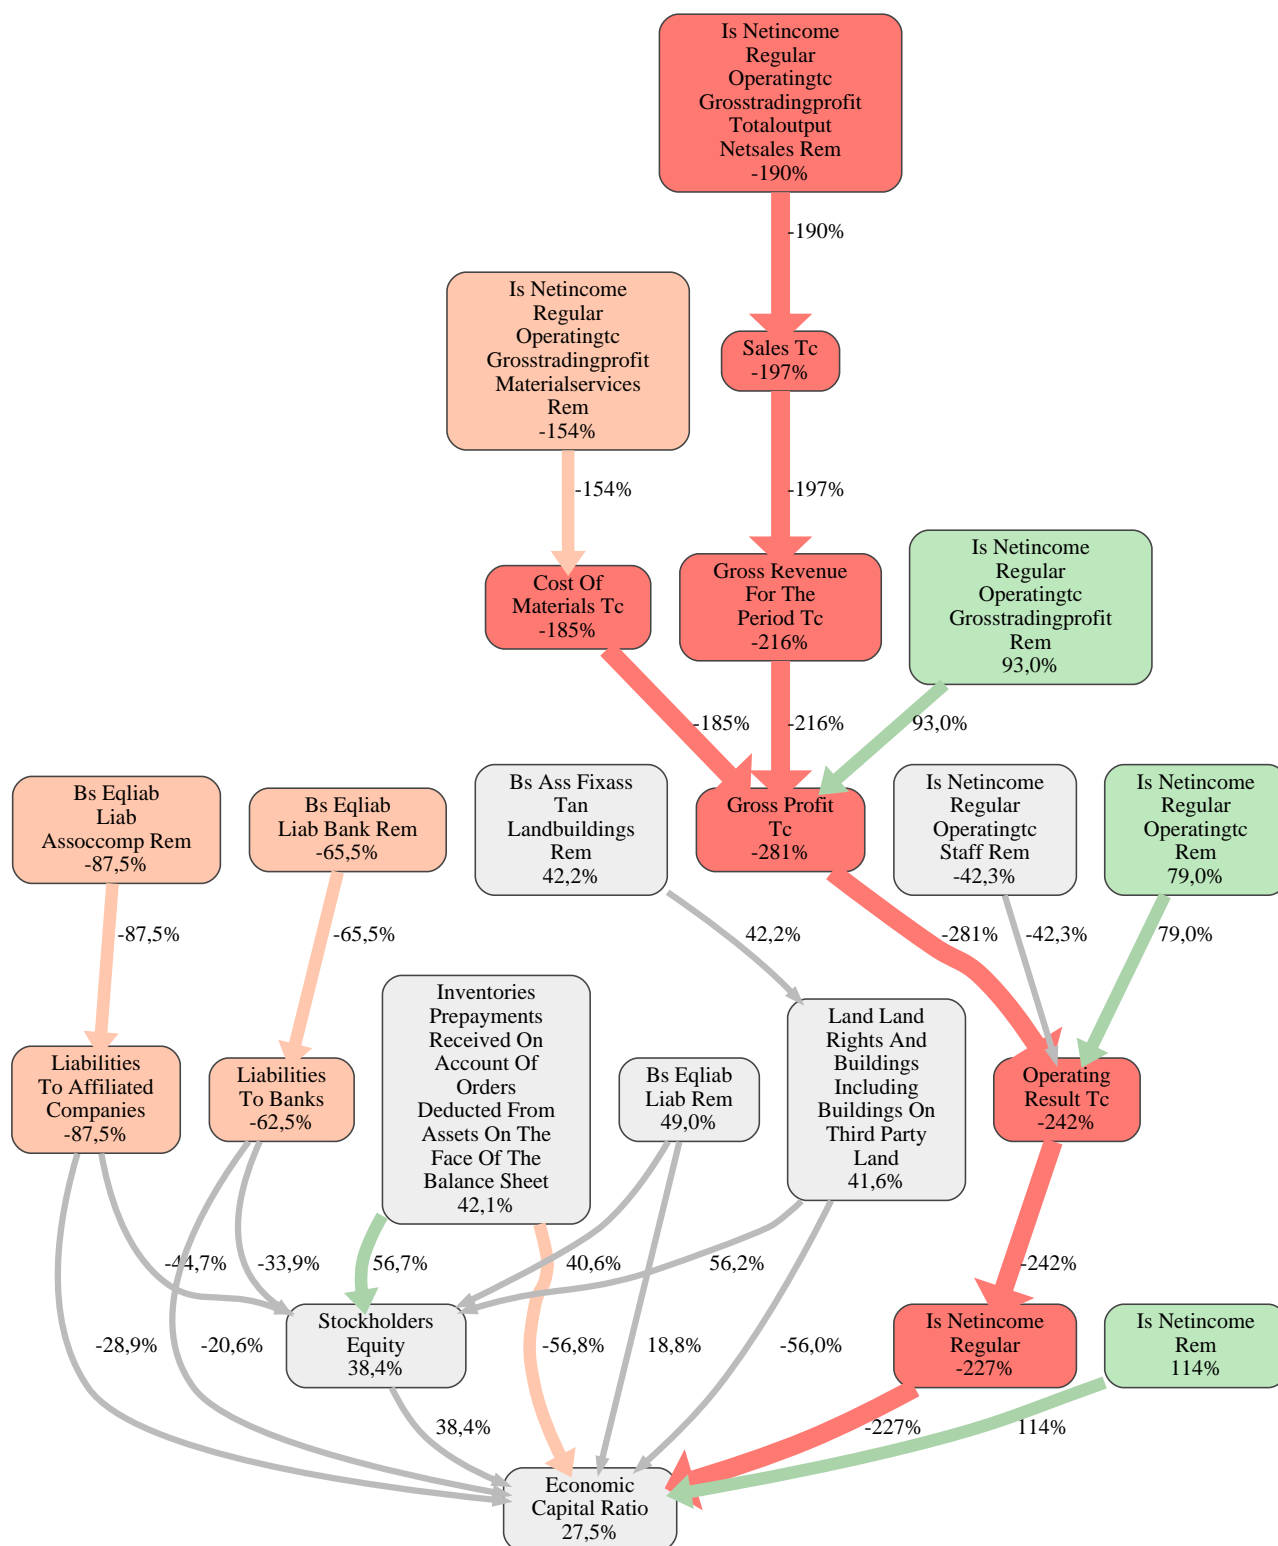 Is Netincome
Regular
Operatingtc
Grosstradingprofit
Totaloutput
Netsales Rem
-190%
-190%
Is Netincome
Regular
Operatingtc
Grosstradingprofit
Materialservices
Rem
-154%
Sales Tc
-197%
-154%
-197%
Cost Of
Materials Tc
-185%
Gross Revenue
For The
Period Tc
-216%
Is Netincome
Regular
Operatingtc
Grosstradingprofit
Rem
93,0%
-185%
-216%
93,0%
Bs Eqliab
Liab
Assoccomp Rem
-87,5%
Bs Eqliab
Liab Bank Rem
-65,5%
Bs Ass Fixass
Tan
Landbuildings
Rem
42,2%
Gross Profit
Tc
-281%
Is Netincome
Regular
Operatingtc
Staff Rem
-42,3%
Is Netincome
Regular
Operatingtc
Rem
79,0%
-87,5%
-65,5%
42,2%
-281%
-42,3%
79,0%
Liabilities
To Affiliated
Companies
-87,5%
Liabilities
To Banks
-62,5%
Inventories
Prepayments
Received On
Account Of
Orders
Deducted From
Assets On The
Face Of The
Balance Sheet
42,1%
Bs Eqliab
Liab Rem
49,0%
Land Land
Rights And
Buildings
Including
Buildings On
Third Party
Land
41,6%
Operating
Result Tc
-242%
-44,7%
-33,9%
56,7%
40,6%
56,2%
-242%
-28,9%
-20,6%
Stockholders
Equity
38,4%
-56,8%
18,8%
-56,0%
Is Netincome
Regular
-227%
Is Netincome
Rem
114%
38,4%
-227%
114%
Economic
Capital Ratio
27,5%